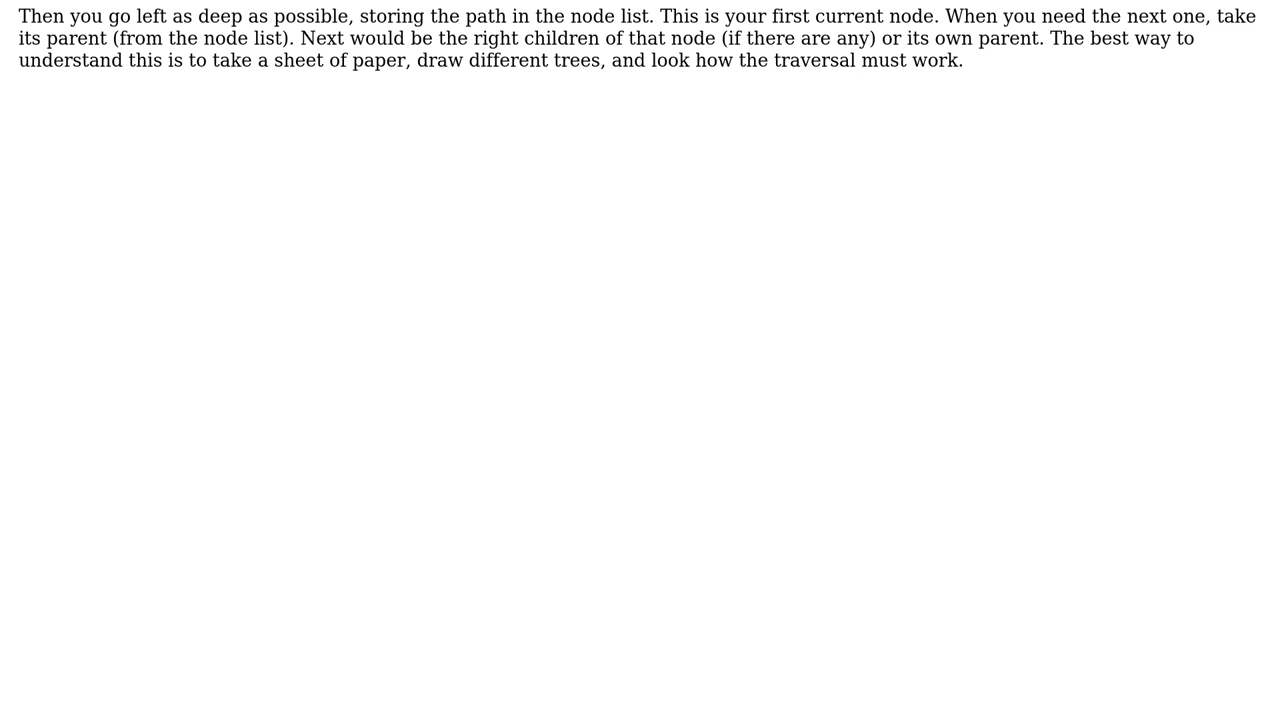 Then you go left as deep as possible, storing the path in the node list. This is your first current node. When you need the next one, take
its parent (from the node list). Next would be the right children of that node (if there are any) or its own parent. The best way to
understand this is to take a sheet of paper, draw different trees, and look how the traversal must work.